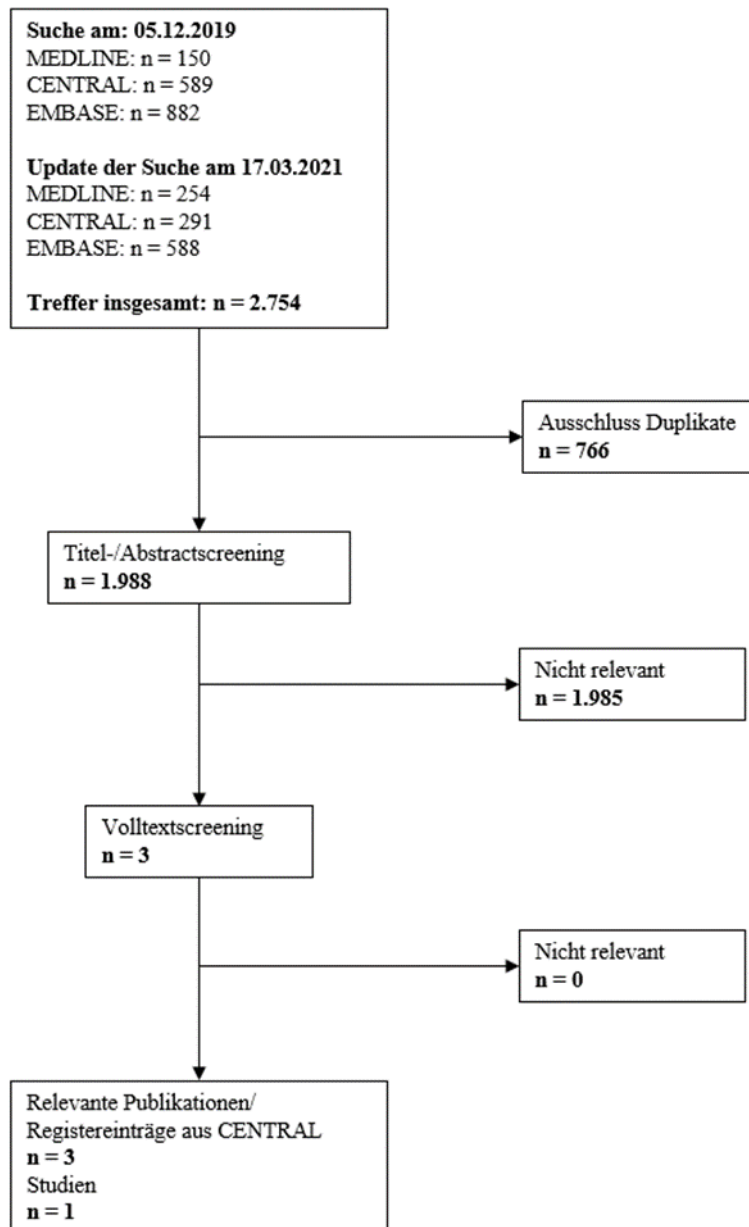 Suche am: 05.12.2019
MEDLINE: n = 150
CENTRAL: n = 589
EMBASE: n = 882
Update der Suche am 17.03.2021
MEDLINE: n = 254
CENTRAL: n = 291
EMBASE: n = 588
Treffer insgesamt: n = 2.754
Ausschluss Duplikate
n = 766
Titel-/Abstractscreening
n = 1.988
Nicht relevant
n = 1.985
Volltextscreening
n = 3
Nicht relevant
n = 0
Relevante Publikationen/
Registereinträge aus CENTRAL
n = 3
Studien
n = 1